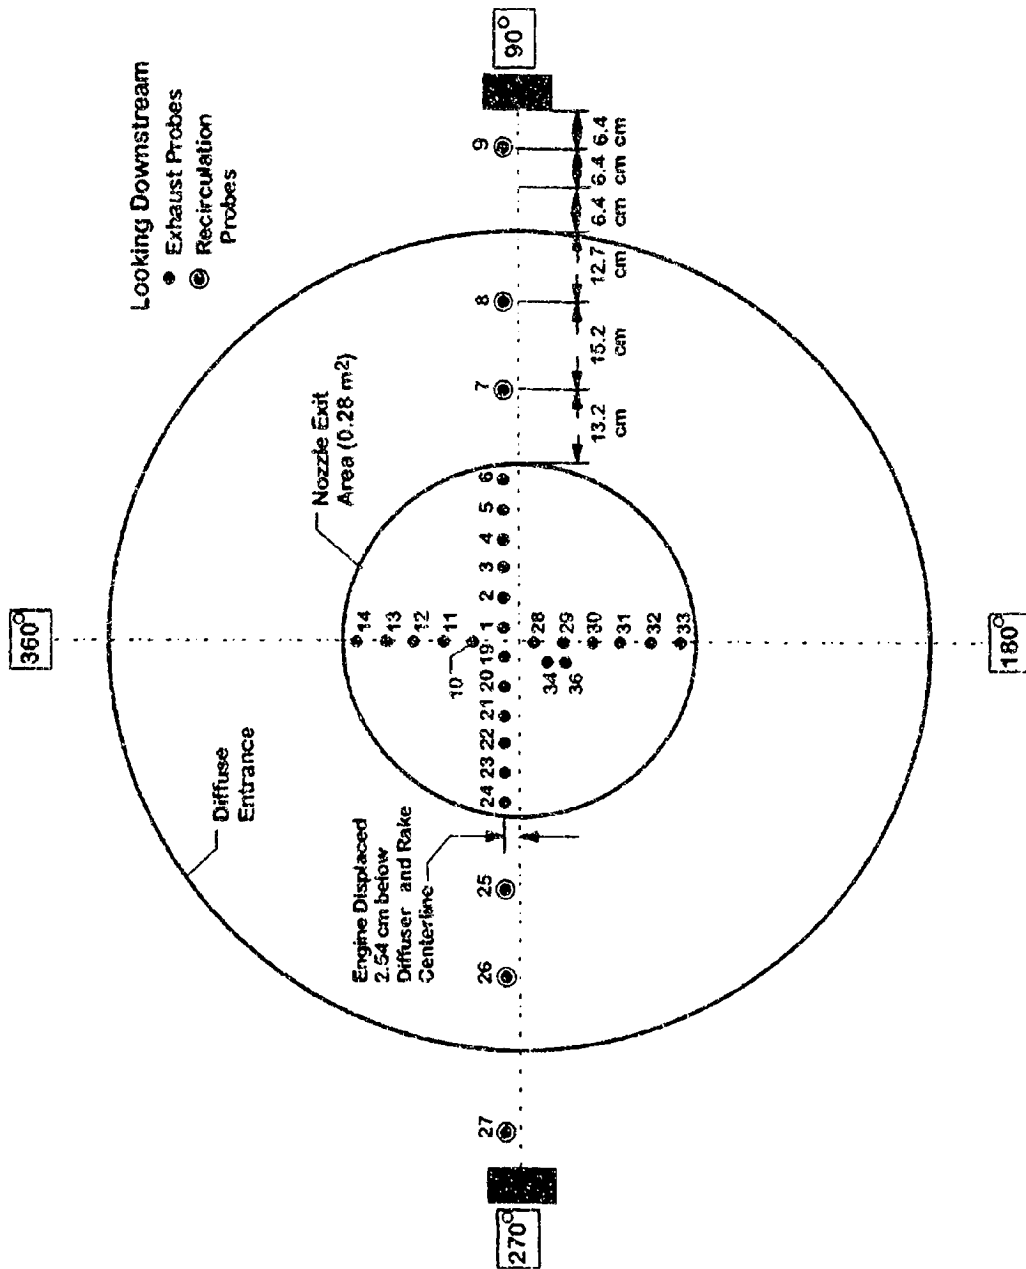 360°
Looking Downstream
Exhaust Probes
Recirculation
Probes
90°
Diffuse
Entrance
Nozzle Exit
Area (0.28 m²)
Engine Displaced
2.54 cm below
Diffuser and Rake
Centerline
14
13
12
11
10
27
26
25
24 23 22 21 20 19 1 2 3 4 5 6
7
8
9
28
29
30
31
32
33
34
36
13.2
cm
15.2
cm
12.7
cm
6.4
cm
6.4
cm
6.4
cm
270°
180°